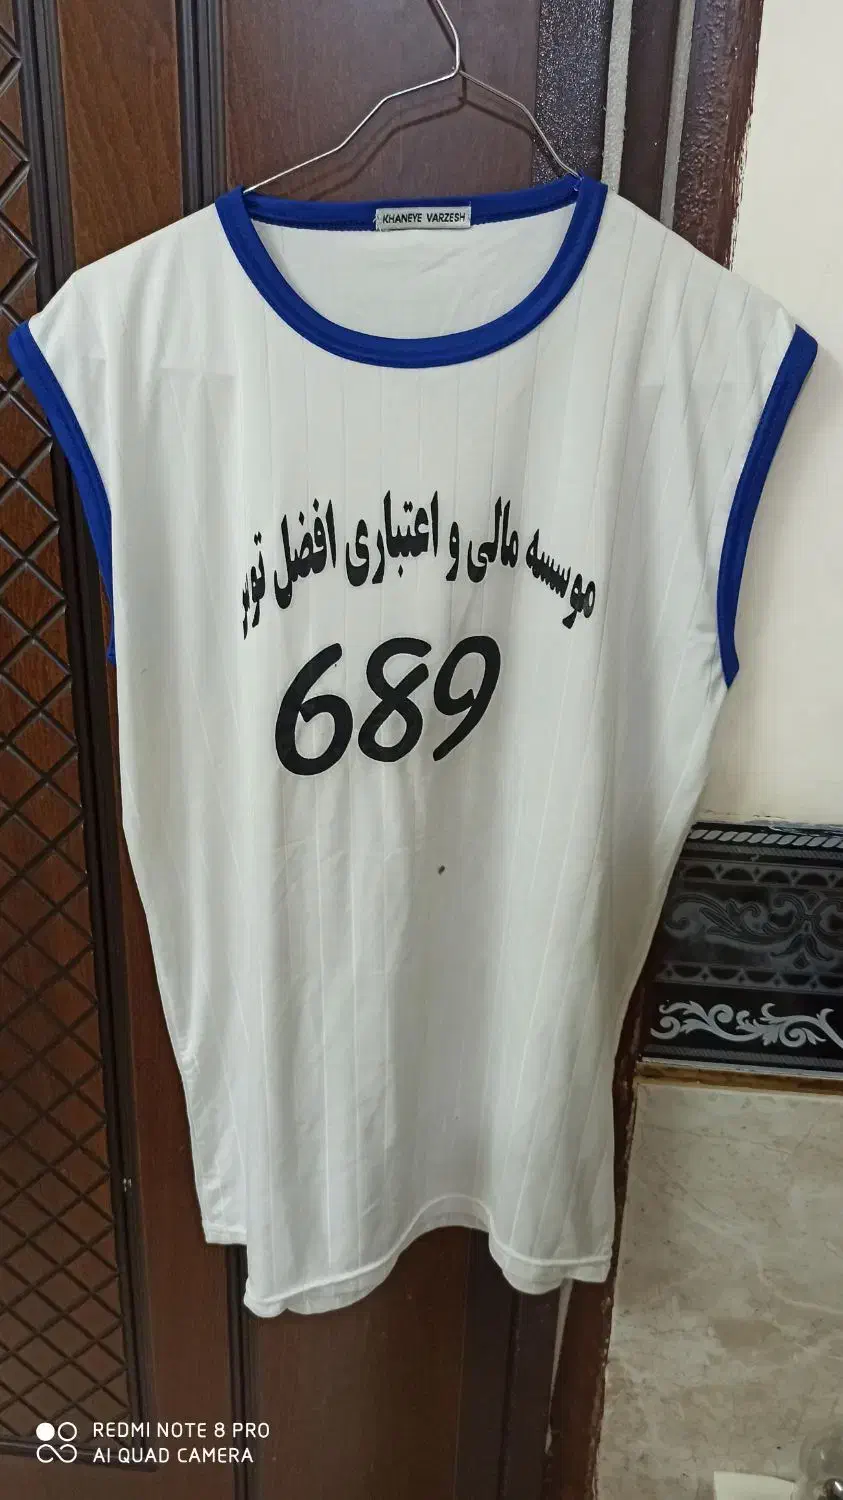 KHANEYE VARZESH
موسسه مالی و اعتباری افضل توس
689
REDMI NOTE 8 PRO
AI QUAD CAMERA